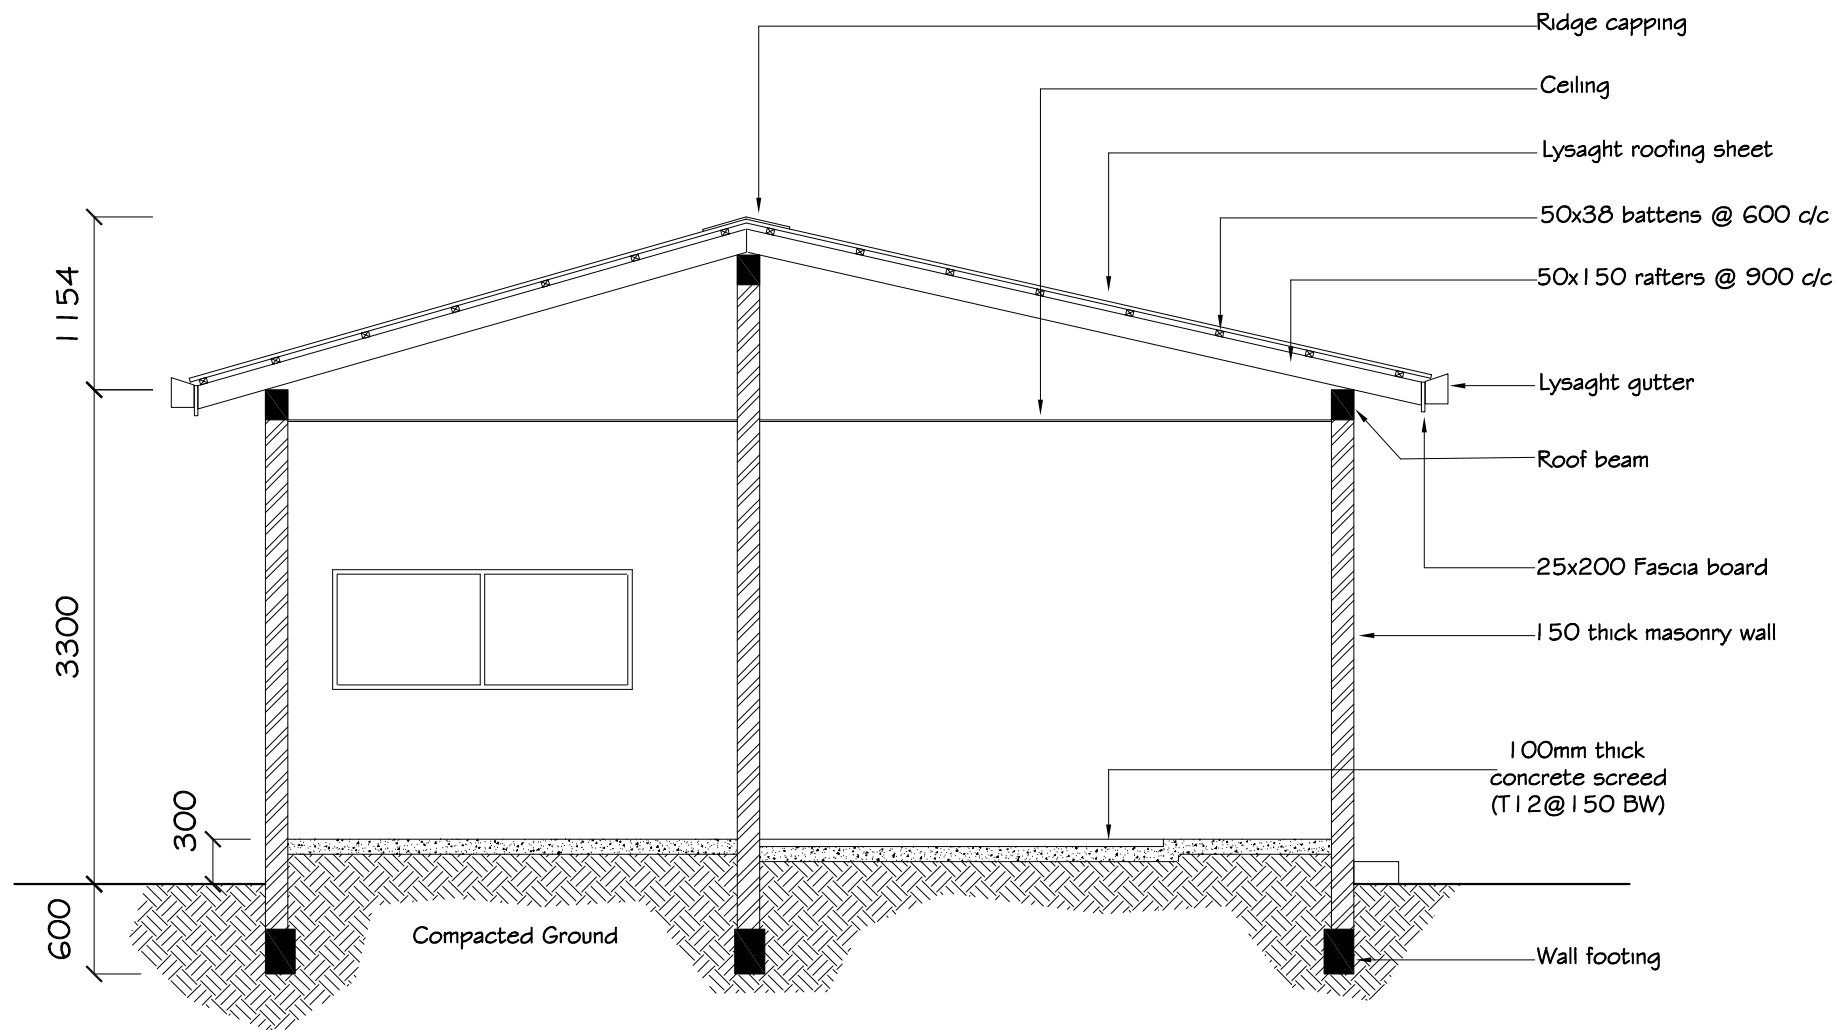 Ridge capping
Ceiling
Lysaght roofing sheet
50x38 battens @ 600 c/c
50x150 rafters @ 900 c/c
1154
Lysaght gutter
Roof beam
25x200 Fascia board
3300
150 thick masonry wall
100mm thick
concrete screed
(T12@150 BW)
300
600
Compacted Ground
Wall footing